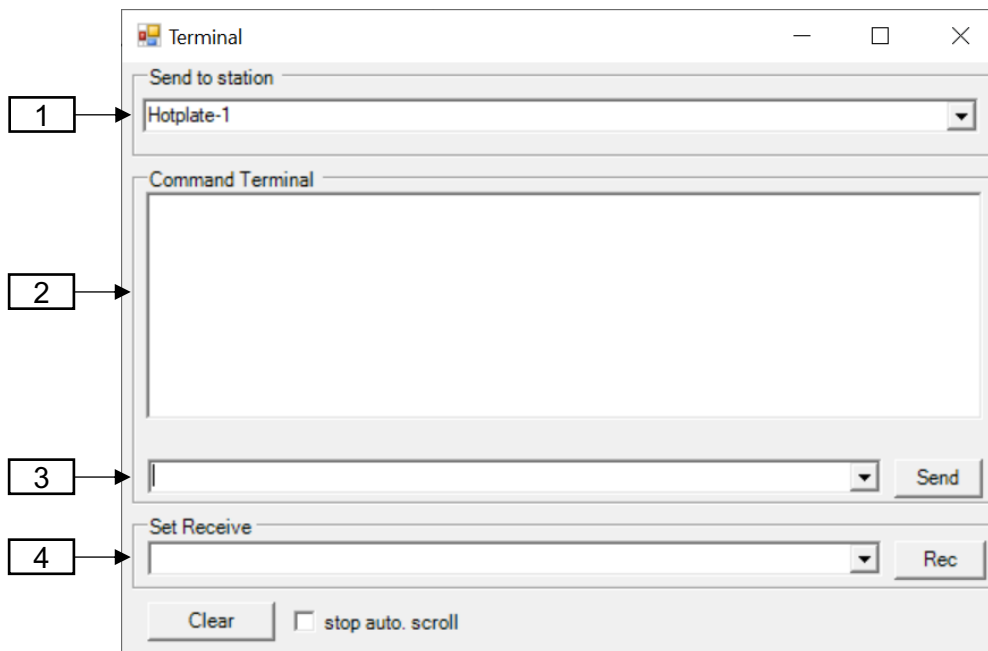 Terminal
Send to station
1
Hotplate-1
Command Terminal
2
3
Send
Set Receive
4
Rec
Clear
stop auto. scroll